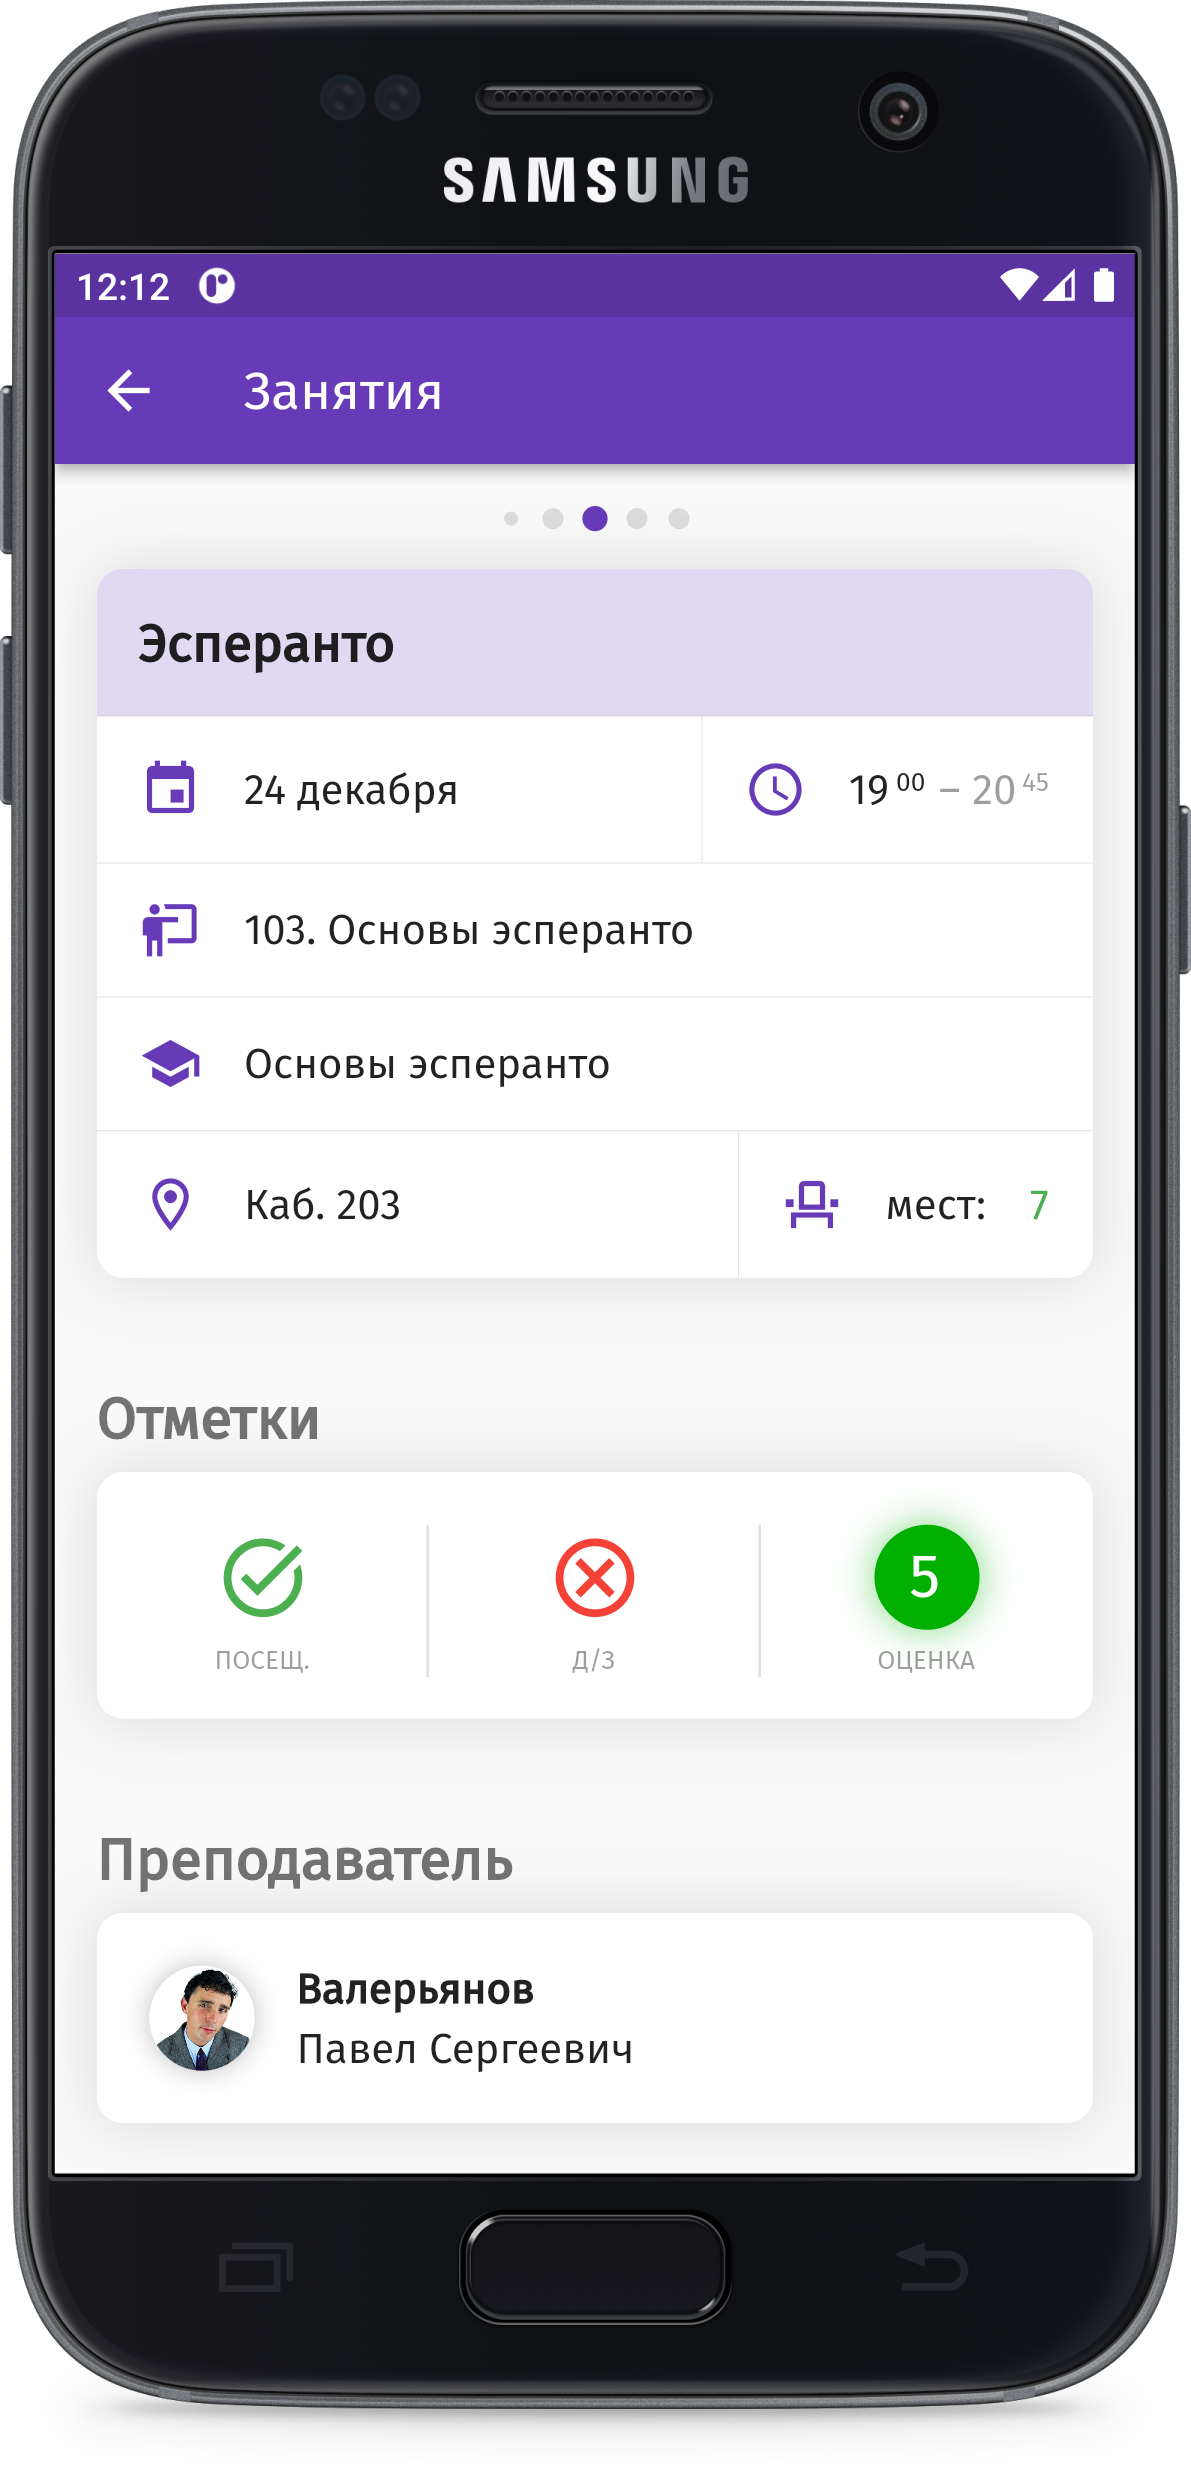 SAMSUNG
12:12
Занятия
Эсперанто
24 декабря
19 00 – 20 45
103. Основы эсперанто
Основы эсперанто
Каб. 203
мест: 7
Отметки
5
ПОСЕЩ.
Д/З
ОЦЕНКА
Преподаватель
Валерьянов
Павел Сергеевич